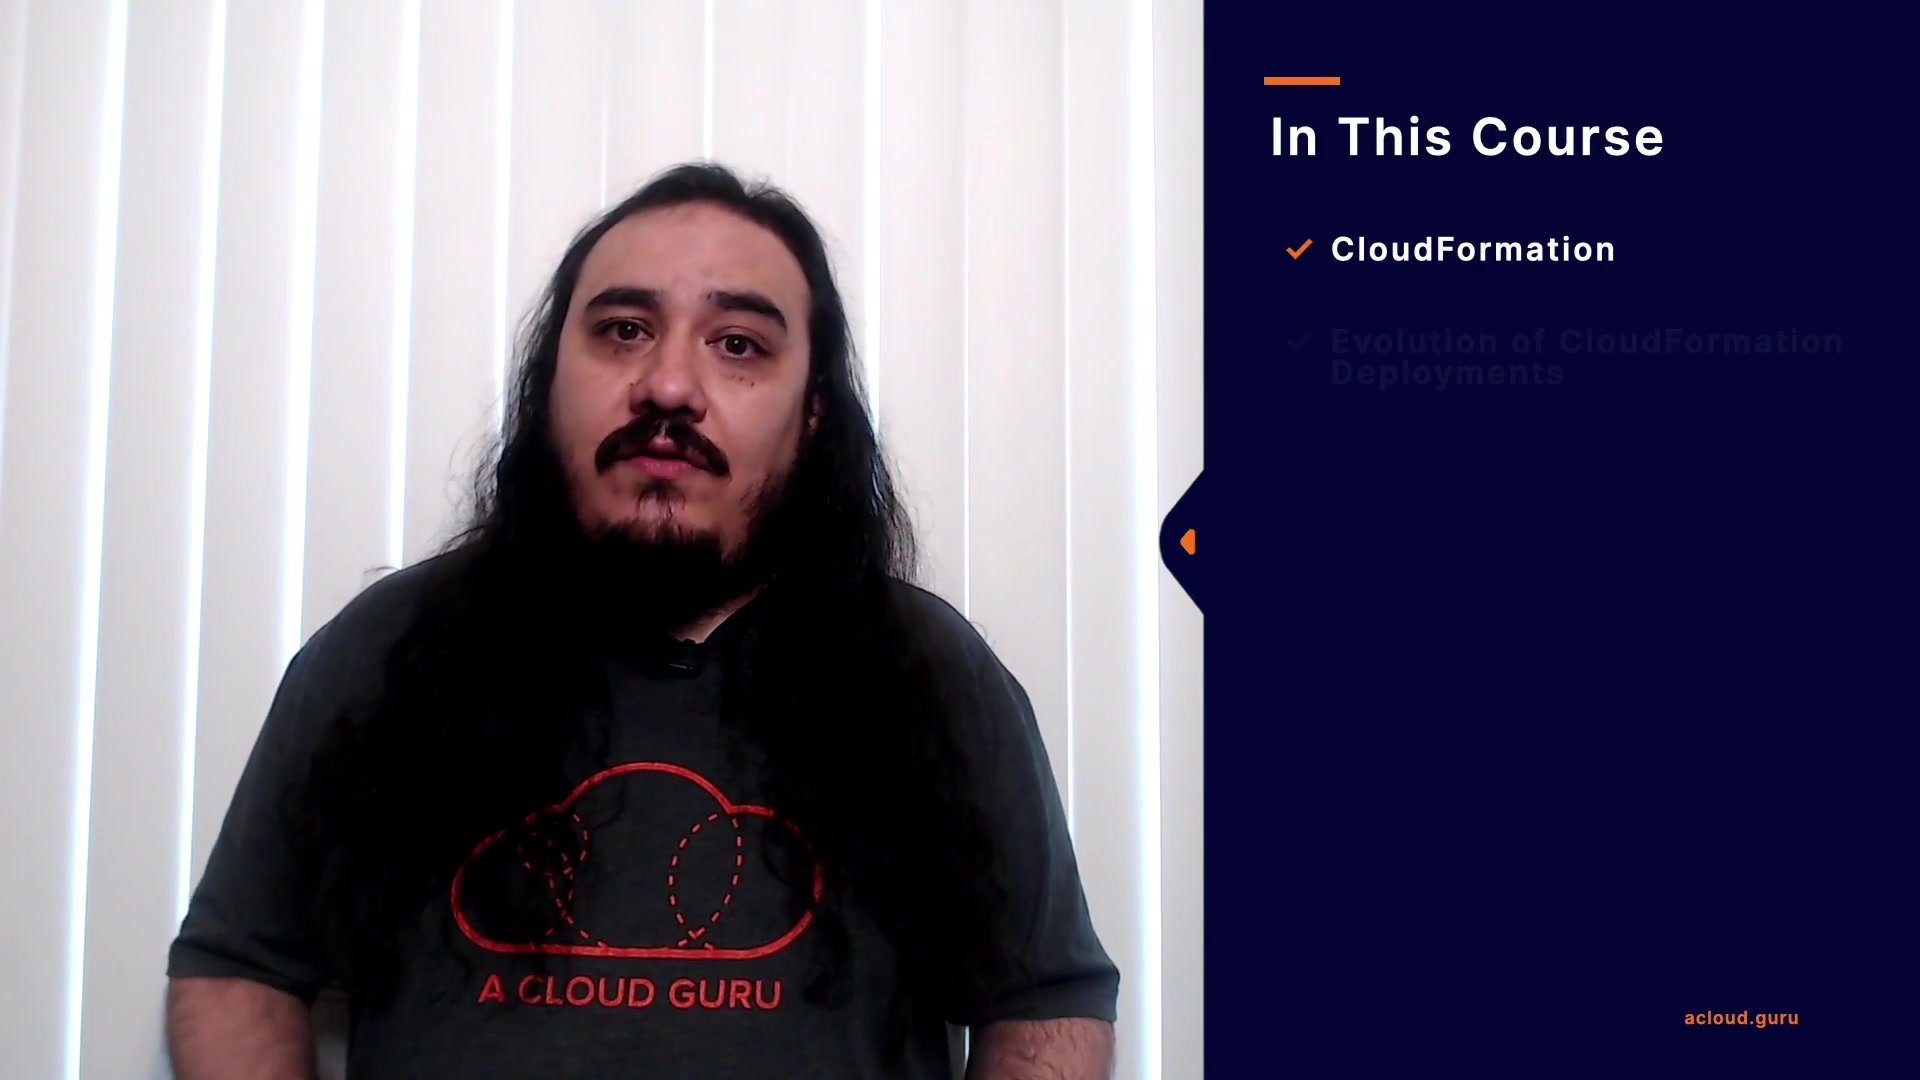 In This Course
CloudFormation
Evolution of CloudFormation
Deployments
A CLOUD GURU
acloud.guru